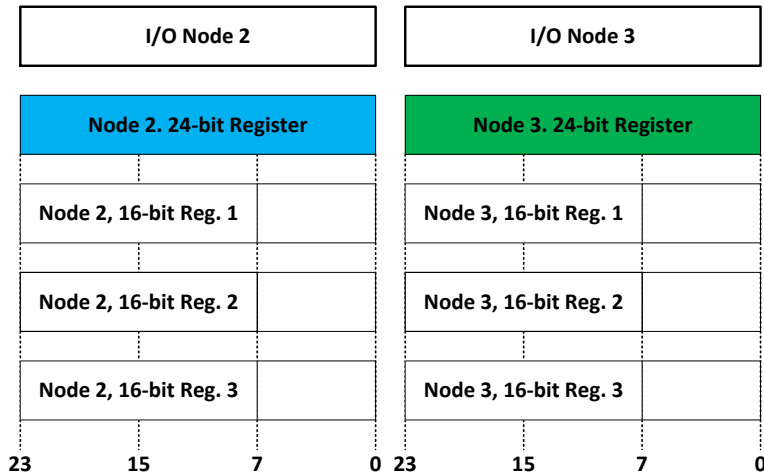 I/O Node 2
I/O Node 3
Node 2. 24-bit Register
Node 3. 24-bit Register
Node 2, 16-bit Reg. 1
Node 3, 16-bit Reg. 1
Node 2, 16-bit Reg. 2
Node 3, 16-bit Reg. 2
Node 2, 16-bit Reg. 3
Node 3, 16-bit Reg. 3
23 15 7 0 23 15 7 0